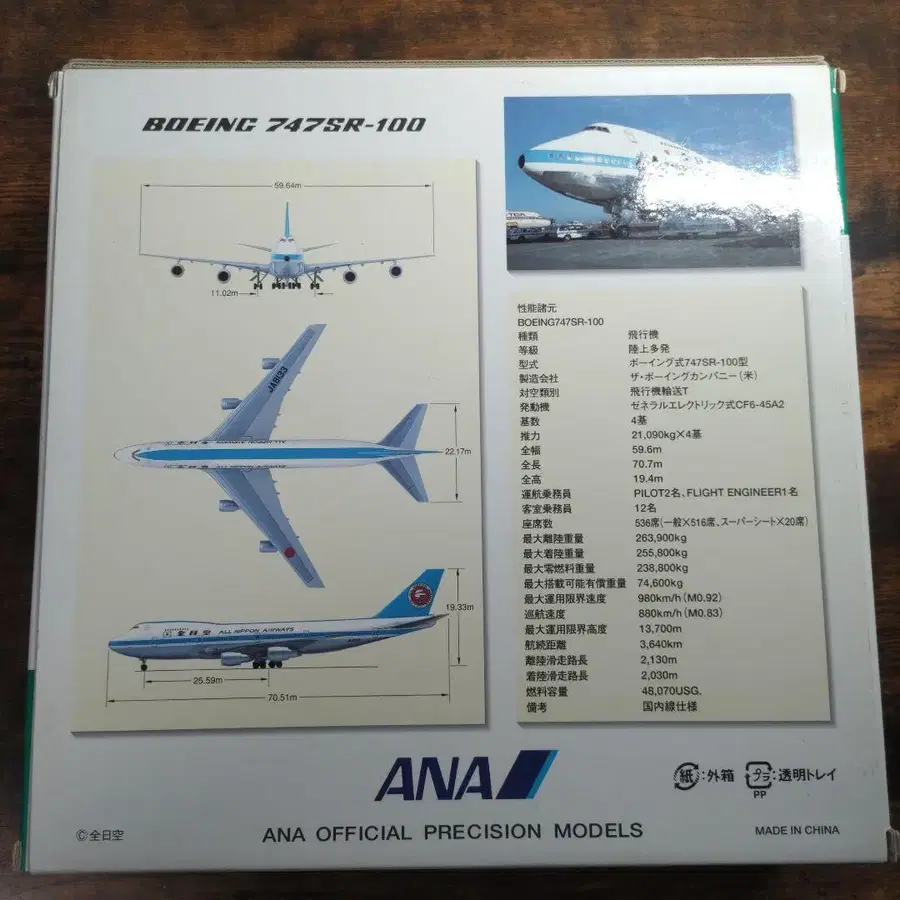 BOEING 747SR-100
59.64m
11.02m
JA8133
22.17m
全日空 ALL NIPPON AIRWAYS
19.33m
25.59m
70.51m
TDA
性能諸元
BOEING747SR-100
種類 飛行機
等級 陸上多発
型式 ボーイング式747SR-100型
製造会社 ザ・ボーイングカンパニー(米)
対空類別 飛行機輸送T
発動機 ゼネラルエレクトリック式CF6-45A2
基数 4基
推力 21,090kg×4基
全幅 59.6m
全長 70.7m
全高 19.4m
運航乗務員 PILOT2名、FLIGHT ENGINEER1名
客室乗務員 12名
座席数 536席(一般×516席、スーパーシート×20席)
最大離陸重量 263,900kg
最大着陸重量 255,800kg
最大零燃料重量 238,800kg
最大搭載可能有償重量 74,600kg
最大運用限界速度 980km/h(M0.92)
巡航速度 880km/h(M0.83)
最大運用限界高度 13,700m
航続距離 3,640km
離陸滑走路長 2,130m
着陸滑走路長 2,030m
燃料容量 48,070USG.
備考 国内線仕様
ANA
紙:外箱 プラ:透明トレイ
PP
©全日空
ANA OFFICIAL PRECISION MODELS
MADE IN CHINA